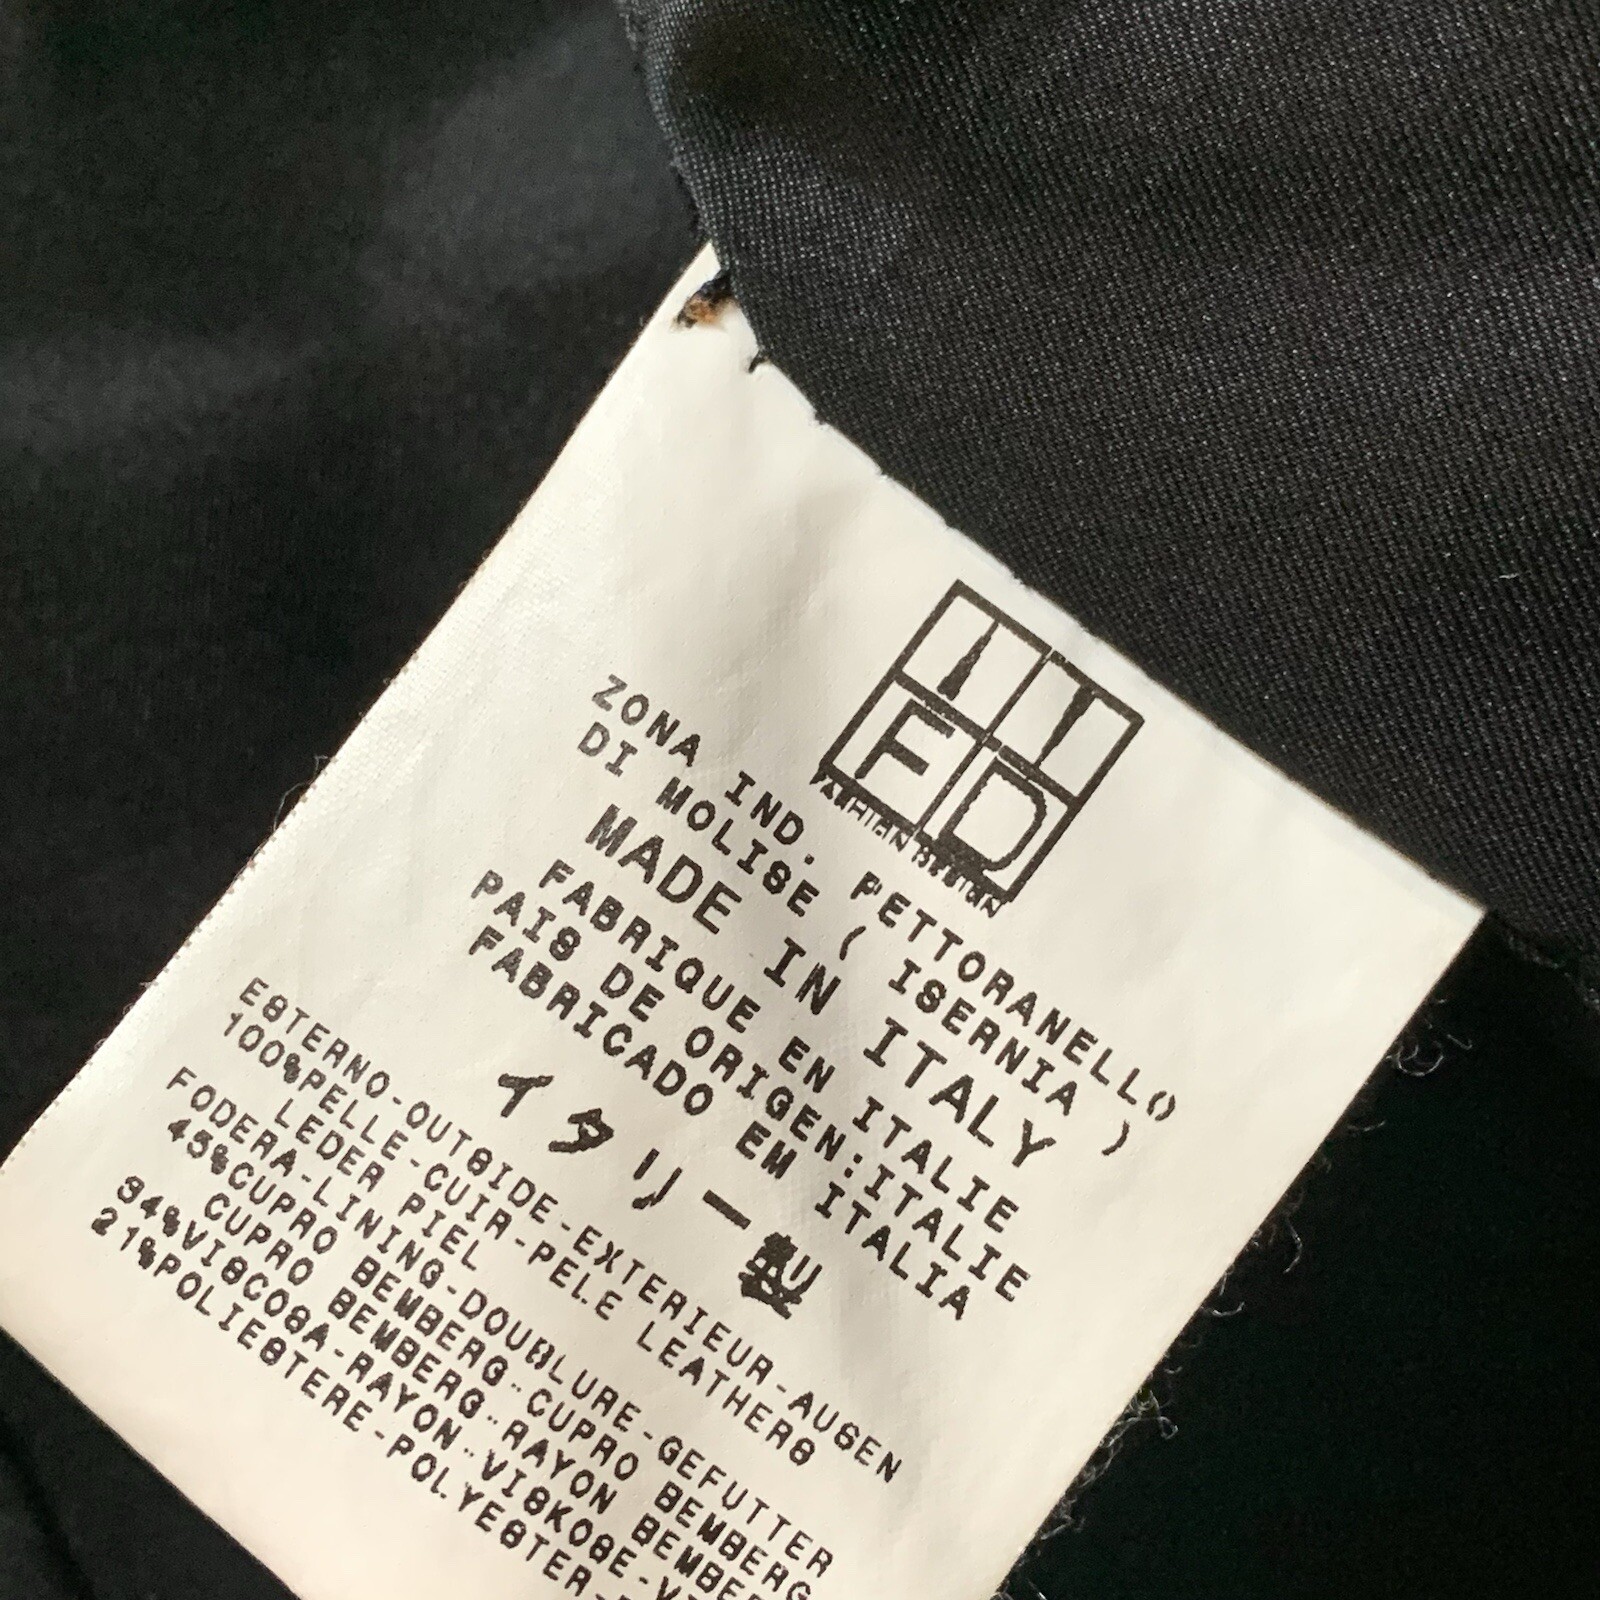 IT
FD
FASHION DESIGN
ZONA IND. PETTORANELLO
DI MOLISE ( ISERNIA )
MADE IN ITALY
FABRIQUE EN ITALIE
PAIS DE ORIGEN:ITALIE
FABRICADO EM ITALIA
イタリー製
ESTERNO-OUTSIDE-EXTERIEUR-AUSEN
100%PELLE-CUIR-PELE LEATHERS
LEDER PIEL
FODERA-LINING-DOUBLURE-GEFUTTER
45%CUPRO BEMBERG..CUPRO BEMBERG
CUPRO BEMBERG..RAYON
34%VISCOSA-RAYON..VISKOSE
21%POLIESTERE-POLYESTER